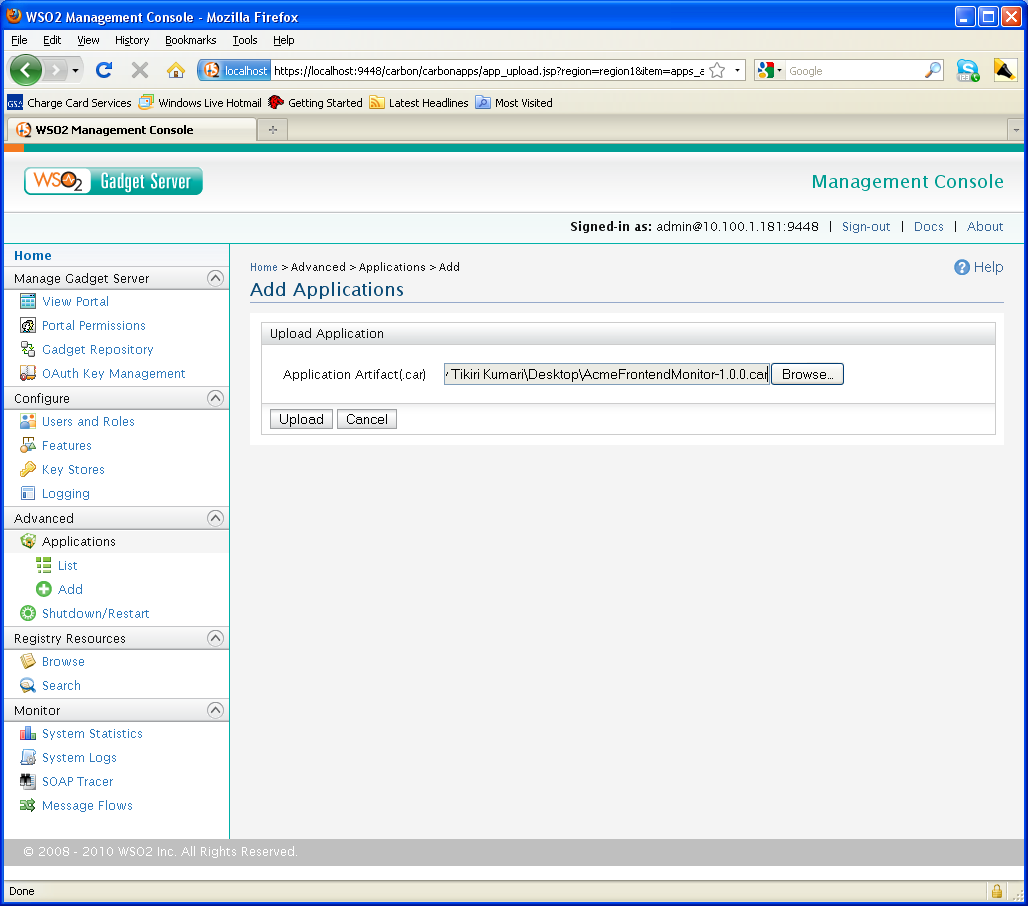 WSO2 Management Console - Mozilla Firefox
File Edit View History Bookmarks Tools Help
localhost https://localhost:9448/carbon/carbonapps/app_upload.jsp?region=region1&item=apps_a Google
GSA Charge Card Services Windows Live Hotmail Getting Started Latest Headlines Most Visited
WSO2 Management Console
WSO2 Gadget Server Management Console
Signed-in as: admin@10.100.1.181:9448 | Sign-out | Docs | About
Home
Manage Gadget Server
View Portal
Portal Permissions
Gadget Repository
OAuth Key Management
Configure
Users and Roles
Features
Key Stores
Logging
Advanced
Applications
List
Add
Shutdown/Restart
Registry Resources
Browse
Search
Monitor
System Statistics
System Logs
SOAP Tracer
Message Flows
Home > Advanced > Applications > Add
Help
Add Applications
Upload Application
Application Artifact(.car) Tikiri Kumari\Desktop\AcmeFrontendMonitor-1.0.0.car Browse...
Upload Cancel
© 2008 - 2010 WSO2 Inc. All Rights Reserved.
Done